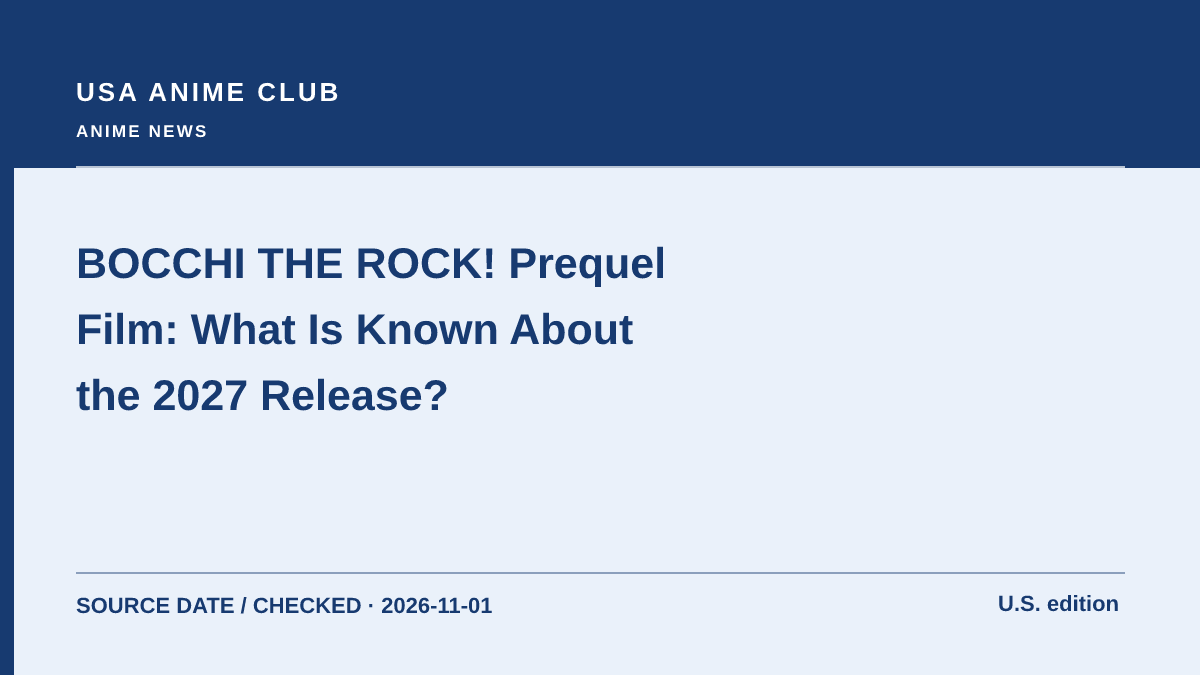 USA ANIME CLUB
ANIME NEWS
BOCCHI THE ROCK! Prequel
Film: What Is Known About
the 2027 Release?
SOURCE DATE / CHECKED · 2026-11-01
U.S. edition